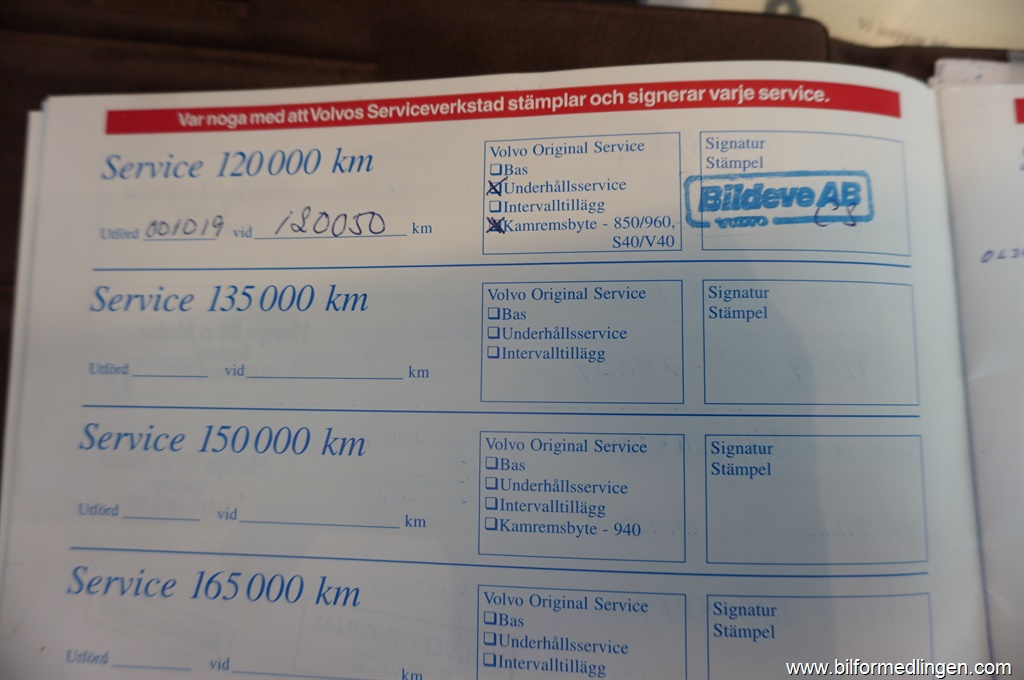 Var noga med att Volvos Serviceverkstad stämplar och signerar varje service.
Service 120 000 km
Utförd 001019 vid 120050 km
Volvo Original Service
Bas
Underhållsservice
Intervalltillägg
Kamremsbyte - 850/960,
S40/V40
Signatur
Stämpel
Bildeve AB
VOLVO
Service 135 000 km
Utförd vid km
Volvo Original Service
Bas
Underhållsservice
Intervalltillägg
Signatur
Stämpel
Service 150 000 km
Utförd vid km
Volvo Original Service
Bas
Underhållsservice
Intervalltillägg
Kamremsbyte - 940
Signatur
Stämpel
Service 165 000 km
Utförd vid km
Volvo Original Service
Bas
Underhållsservice
Intervalltillägg
Signatur
Stämpel
www.bilformedlingen.com